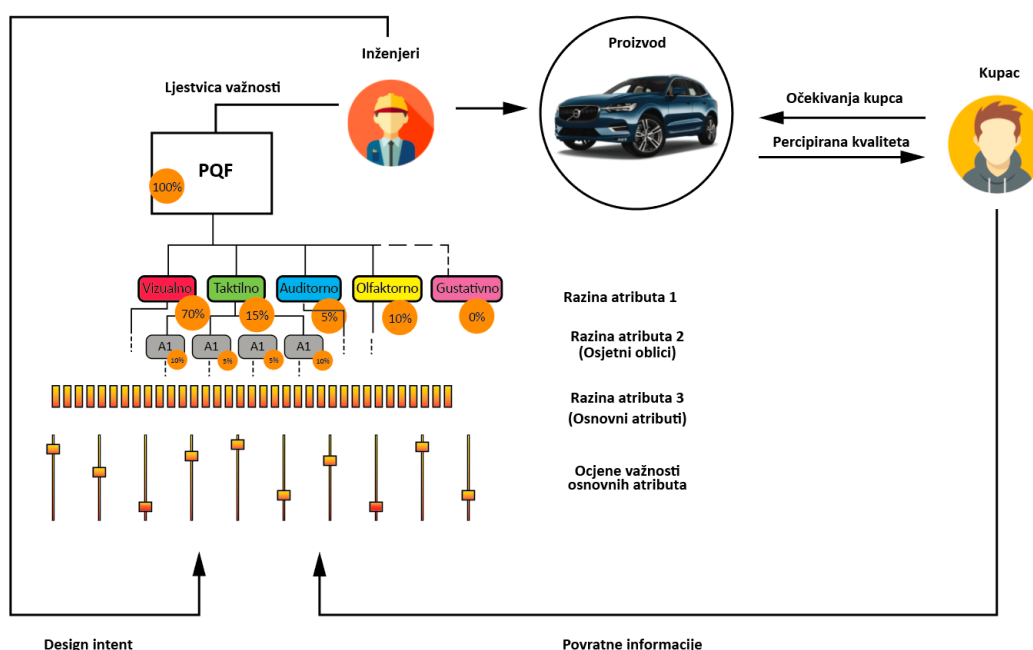 Inženjeri
Proizvod
Kupac
Ljestvica važnosti
Očekivanja kupca
Percipirana kvaliteta
PQF
100%
Vizualno
Taktilno
Auditorno
Olfaktorno
Gustativno
70%
15%
5%
10%
0%
Razina atributa 1
A1
A1
A1
A1
10%
5%
5%
10%
Razina atributa 2
(Osjetni oblici)
Razina atributa 3
(Osnovni atributi)
Ocjene važnosti
osnovnih atributa
Design intent
Povratne informacije